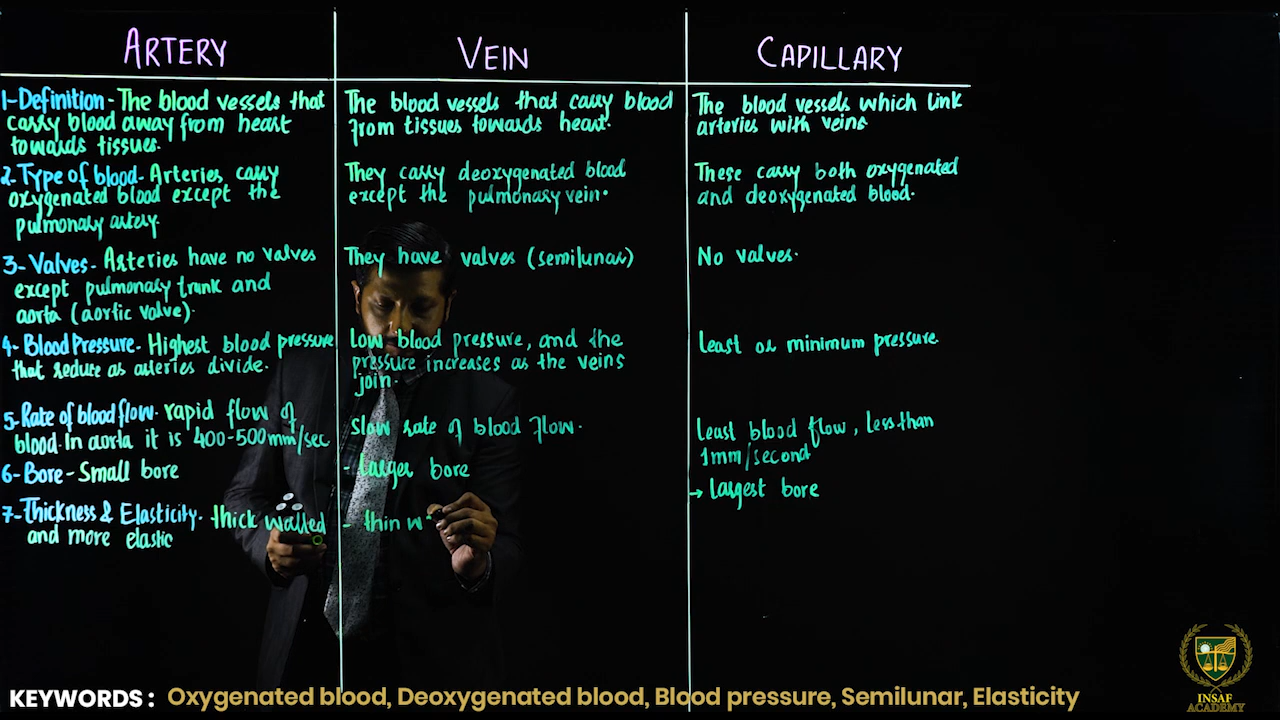 ARTERY
VEIN
CAPILLARY
1-Definition- The blood vessels that
carry blood away from heart
towards tissues.
The blood vessels that carry blood
from tissues towards heart.
The blood vessels which link
arteries with veins
2-Type of blood- Arteries carry
oxygenated blood except the
pulmonary artery.
They carry deoxygenated blood
except the pulmonary vein.
These carry both oxygenated
and deoxygenated blood.
3-Valves- Arteries have no valves
except pulmonary trunk and
aorta (aortic valve).
They have valves (semilunar)
No valves.
4-Blood Pressure- Highest blood pressure
that reduce as arteries divide.
Low blood pressure, and the
pressure increases as the veins
join.
Least or minimum pressure.
5-Rate of blood flow- rapid flow of
blood. In aorta it is 400-500mm/sec
Slow rate of blood flow.
Least blood flow, less than
1mm/second
6-Bore- Small bore
- larger bore
→ largest bore
7-Thickness & Elasticity- thick walled
and more elastic
- thin w
KEYWORDS: Oxygenated blood, Deoxygenated blood, Blood pressure, Semilunar, Elasticity
INSAF
ACADEMY